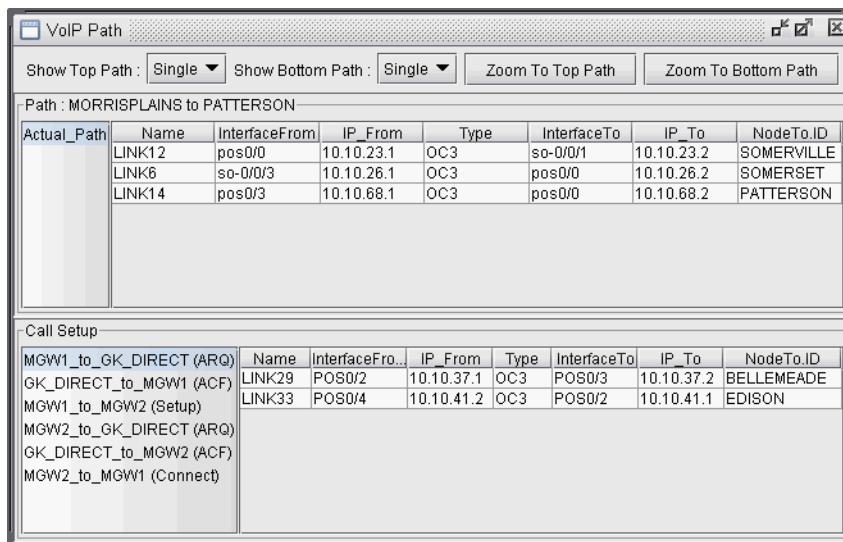 VoIP Path
Show Top Path : Single Show Bottom Path : Single Zoom To Top Path Zoom To Bottom Path
Path : MORRISPLAINS to PATTERSON
Actual_Path Name InterfaceFrom IP_From Type InterfaceTo IP_To NodeTo.ID
LINK12 pos0/0 10.10.23.1 OC3 so-0/0/1 10.10.23.2 SOMERVILLE
LINK6 so-0/0/3 10.10.26.1 OC3 pos0/0 10.10.26.2 SOMERSET
LINK14 pos0/3 10.10.68.1 OC3 pos0/0 10.10.68.2 PATTERSON
Call Setup
MGW1_to_GK_DIRECT (ARQ) Name InterfaceFro... IP_From Type InterfaceTo IP_To NodeTo.ID
GK_DIRECT_to_MGW1 (ACF) LINK29 POS0/2 10.10.37.1 OC3 POS0/3 10.10.37.2 BELLEMEADE
MGW1_to_MGW2 (Setup) LINK33 POS0/4 10.10.41.2 OC3 POS0/2 10.10.41.1 EDISON
MGW2_to_GK_DIRECT (ARQ)
GK_DIRECT_to_MGW2 (ACF)
MGW2_to_MGW1 (Connect)